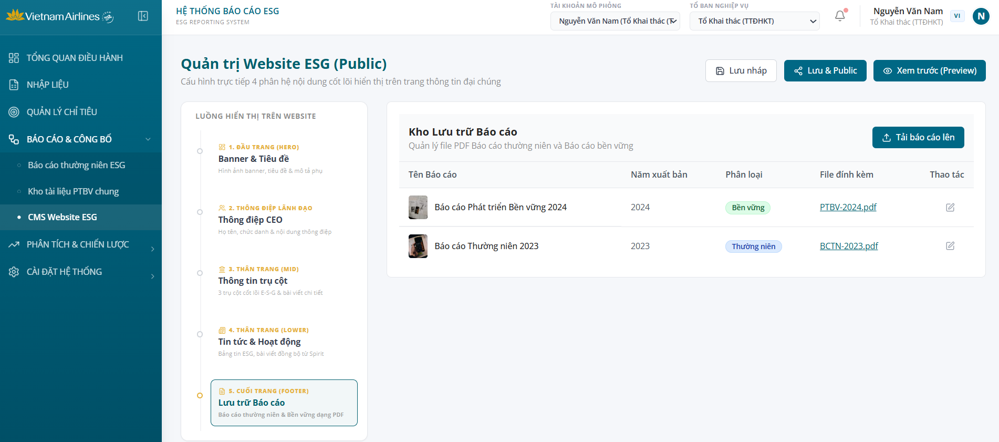 Vietnam Airlines
HỆ THỐNG BÁO CÁO ESG
ESG REPORTING SYSTEM
TÀI KHOẢN MÔ PHỎNG
Nguyễn Văn Nam (Tổ Khai thác (T
TỔ BAN NGHIỆP VỤ
Tổ Khai thác (TTĐHKT)
Nguyễn Văn Nam
Tổ Khai thác (TTĐHKT)
VI
N
TỔNG QUAN ĐIỀU HÀNH
NHẬP LIỆU
QUẢN LÝ CHỈ TIÊU
BÁO CÁO & CÔNG BỐ
Báo cáo thường niên ESG
Kho tài liệu PTBV chung
CMS Website ESG
PHÂN TÍCH & CHIẾN LƯỢC
CÀI ĐẶT HỆ THỐNG
Quản trị Website ESG (Public)
Cấu hình trực tiếp 4 phân hệ nội dung cốt lõi hiển thị trên trang thông tin đại chúng
Lưu nháp
Lưu & Public
Xem trước (Preview)
LUỒNG HIỂN THỊ TRÊN WEBSITE
1. ĐẦU TRANG (HERO)
Banner & Tiêu đề
Hình ảnh banner, tiêu đề & mô tả phụ
2. THÔNG ĐIỆP LÃNH ĐẠO
Thông điệp CEO
Họ tên, chức danh & nội dung thông điệp
3. THÂN TRANG (MID)
Thông tin trụ cột
3 trụ cột cốt lõi E-S-G & bài viết chi tiết
4. THÂN TRANG (LOWER)
Tin tức & Hoạt động
Bảng tin ESG, bài viết đồng bộ từ Spirit
5. CUỐI TRANG (FOOTER)
Lưu trữ Báo cáo
Báo cáo thường niên & Bền vững dạng PDF
Kho Lưu trữ Báo cáo
Quản lý file PDF Báo cáo thường niên và Báo cáo bền vững
Tải báo cáo lên
Tên Báo cáo Năm xuất bản Phân loại File đính kèm Thao tác
Báo cáo Phát triển Bền vững 2024 2024 Bền vững PTBV-2024.pdf
Báo cáo Thường niên 2023 2023 Thường niên BCTN-2023.pdf